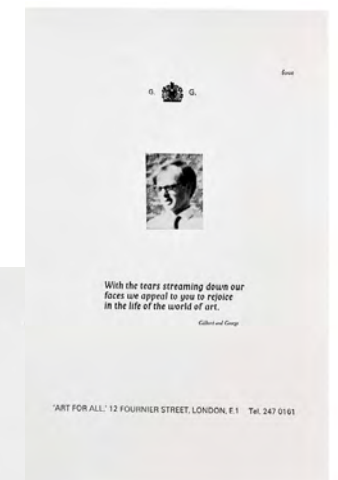 four
G. G.
With the tears streaming down our
faces we appeal to you to rejoice
in the life of the world of art.
Gilbert and George
'ART FOR ALL,' 12 FOURNIER STREET, LONDON, E.1 Tel. 247 0161